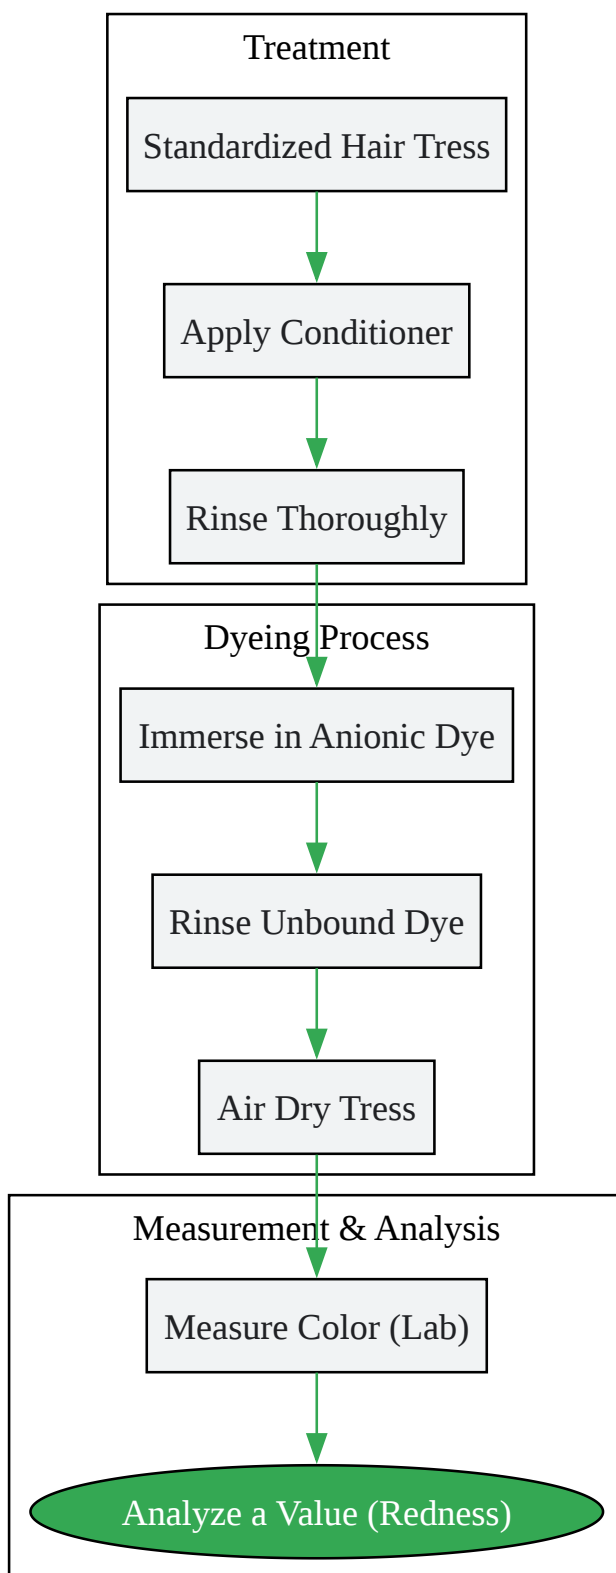 Treatment
Standardized Hair Tress
Apply Conditioner
Rinse Thoroughly
Dyeing Process
Immerse in Anionic Dye
Rinse Unbound Dye
Air Dry Tress
Measurement & Analysis
Measure Color (Lab)
Analyze a Value (Redness)